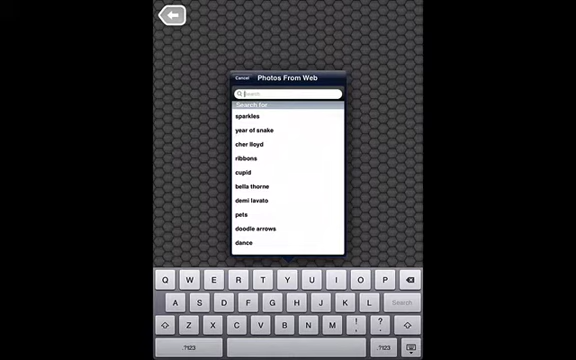 Cancel Photos From Web
Search
Search for
sparkles
year of snake
cher lloyd
ribbons
cupid
bella thorne
demi lavato
pets
doodle arrows
dance
Q W E R T Y U I O P
A S D F G H J K L Search
Z X C V B N M ! , ? .
.?123 .?123